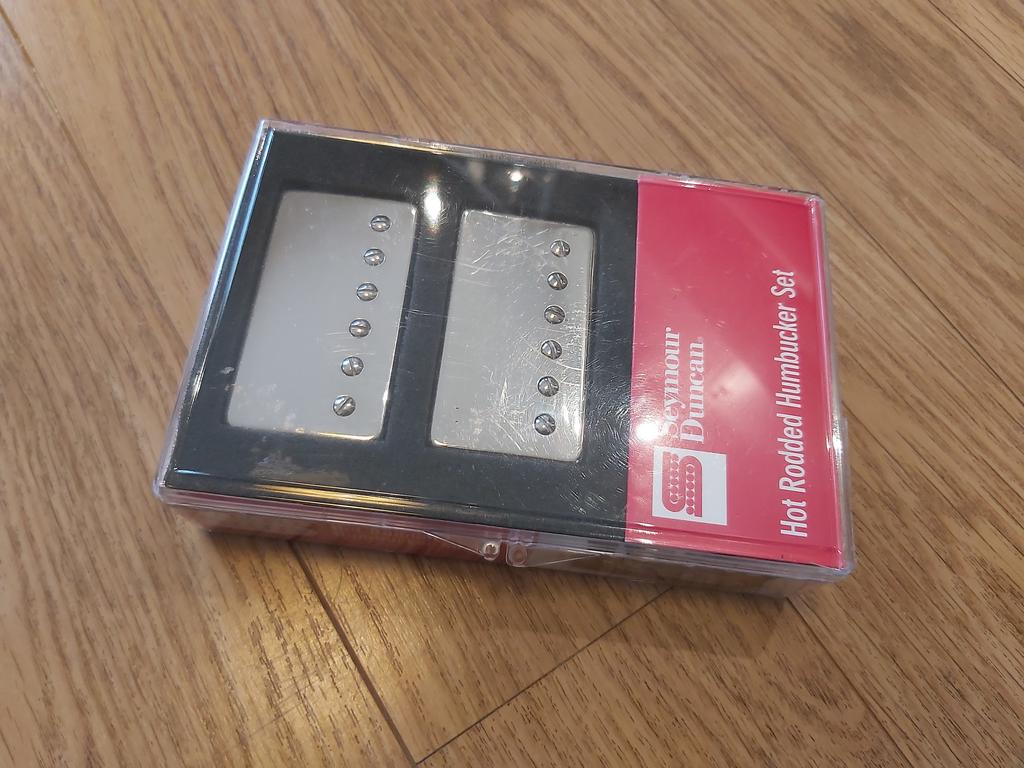 Seymour
Duncan.
Hot Rodded Humbucker Set